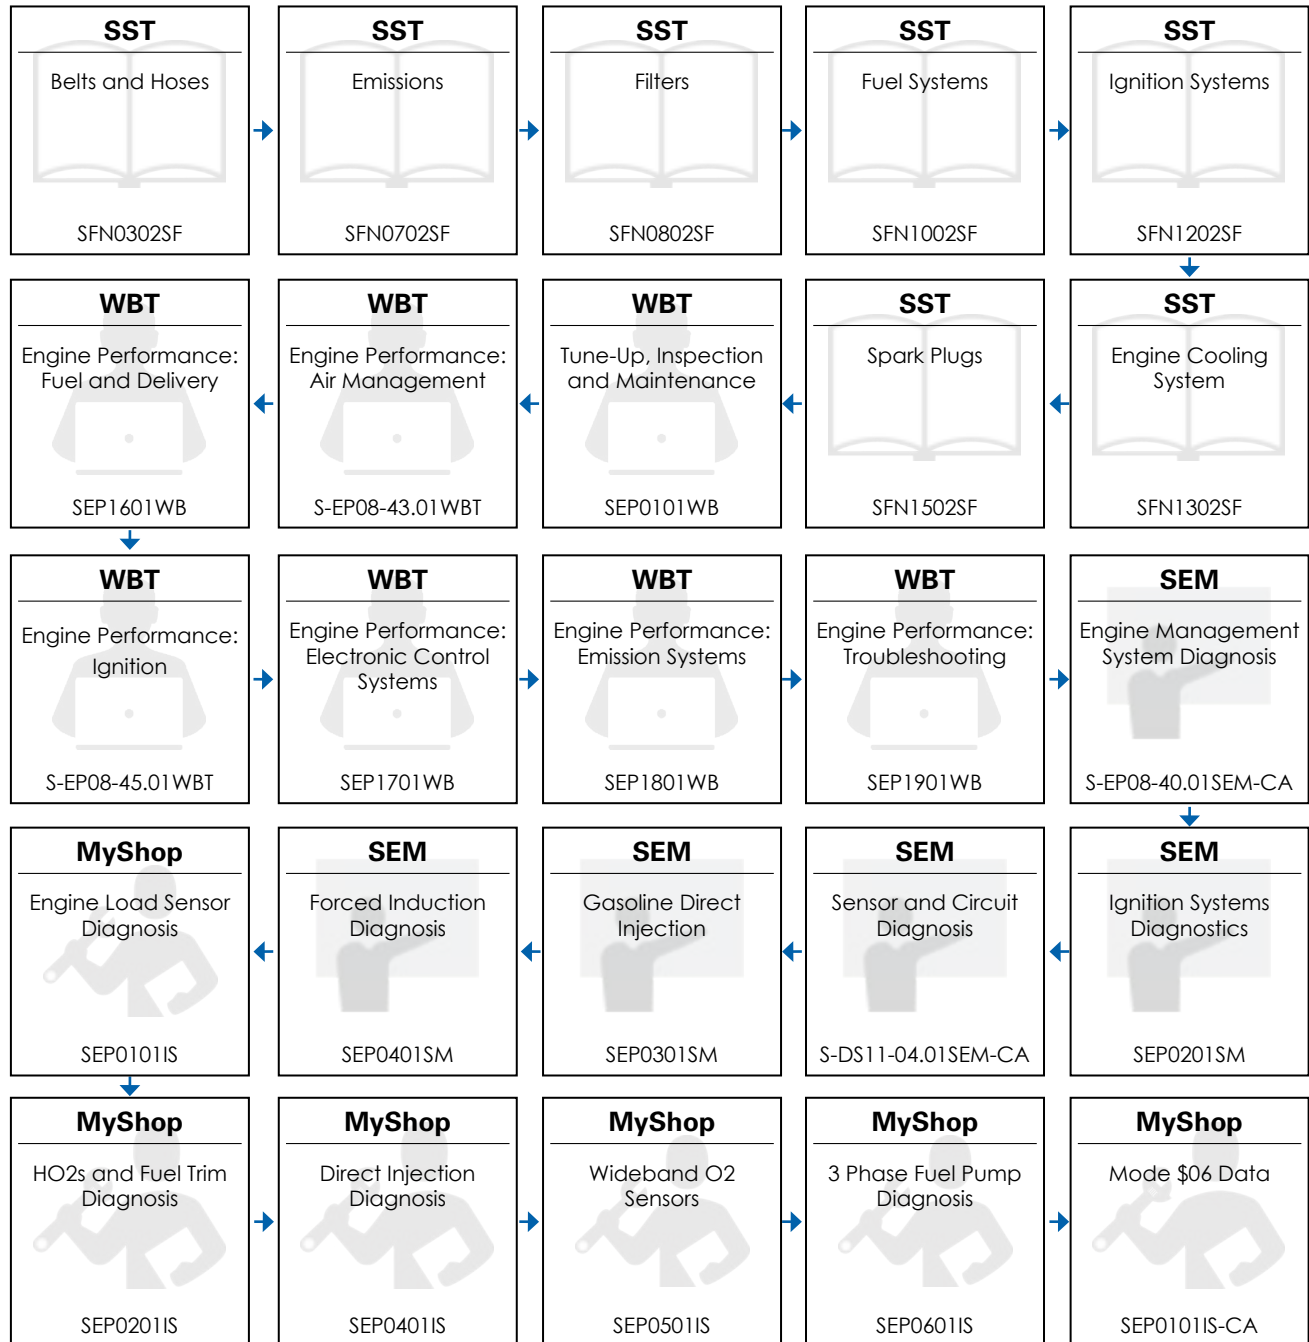 SST
Belts and Hoses
SFN0302SF
SST
Emissions
SFN0702SF
SST
Filters
SFN0802SF
SST
Fuel Systems
SFN1002SF
SST
Ignition Systems
SFN1202SF
WBT
Engine Performance:
Fuel and Delivery
SEP1601WB
WBT
Engine Performance:
Air Management
S-EP08-43.01WBT
WBT
Tune-Up, Inspection
and Maintenance
SEP0101WB
SST
Spark Plugs
SFN1502SF
SST
Engine Cooling
System
SFN1302SF
WBT
Engine Performance:
Ignition
S-EP08-45.01WBT
WBT
Engine Performance:
Electronic Control
Systems
SEP1701WB
WBT
Engine Performance:
Emission Systems
SEP1801WB
WBT
Engine Performance:
Troubleshooting
SEP1901WB
SEM
Engine Management
System Diagnosis
S-EP08-40.01SEM-CA
MyShop
Engine Load Sensor
Diagnosis
SEP0101IS
SEM
Forced Induction
Diagnosis
SEP0401SM
SEM
Gasoline Direct
Injection
SEP0301SM
SEM
Sensor and Circuit
Diagnosis
S-DS11-04.01SEM-CA
SEM
Ignition Systems
Diagnostics
SEP0201SM
MyShop
HO2s and Fuel Trim
Diagnosis
SEP0201IS
MyShop
Direct Injection
Diagnosis
SEP0401IS
MyShop
Wideband O2
Sensors
SEP0501IS
MyShop
3 Phase Fuel Pump
Diagnosis
SEP0601IS
MyShop
Mode $06 Data
SEP0101IS-CA